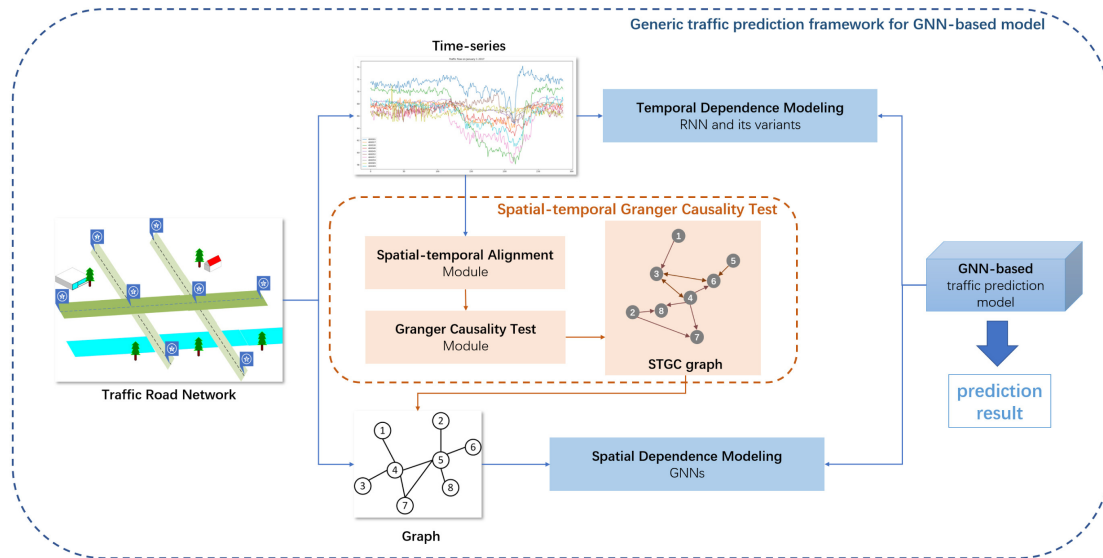 Generic traffic prediction framework for GNN-based model
Time-series
Temporal Dependence Modeling
RNN and its variants
Spatial-temporal Granger Causality Test
Spatial-temporal Alignment
Module
Granger Causality Test
Module
1
5
3
6
4
2
8
7
STGC graph
GNN-based
traffic prediction
model
prediction
result
Traffic Road Network
1
2
6
5
4
3
8
7
Graph
Spatial Dependence Modeling
GNNs